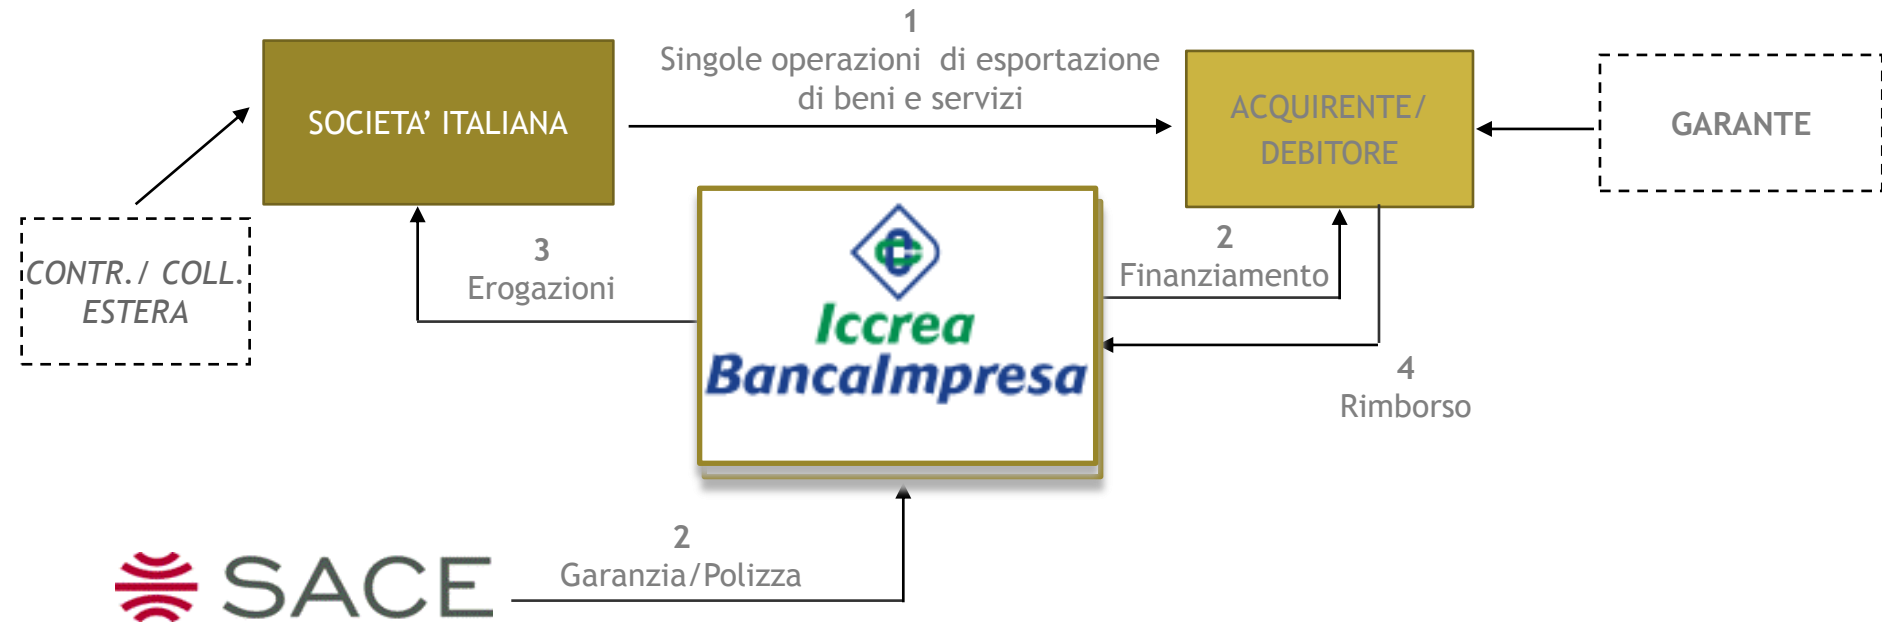 1
Singole operazioni di esportazione
di beni e servizi
SOCIETA’ ITALIANA
ACQUIRENTE/
DEBITORE
GARANTE
CONTR./ COLL.
ESTERA
3
Erogazioni
Iccrea
BancaImpresa
2
Finanziamento
4
Rimborso
2
Garanzia/Polizza
SACE